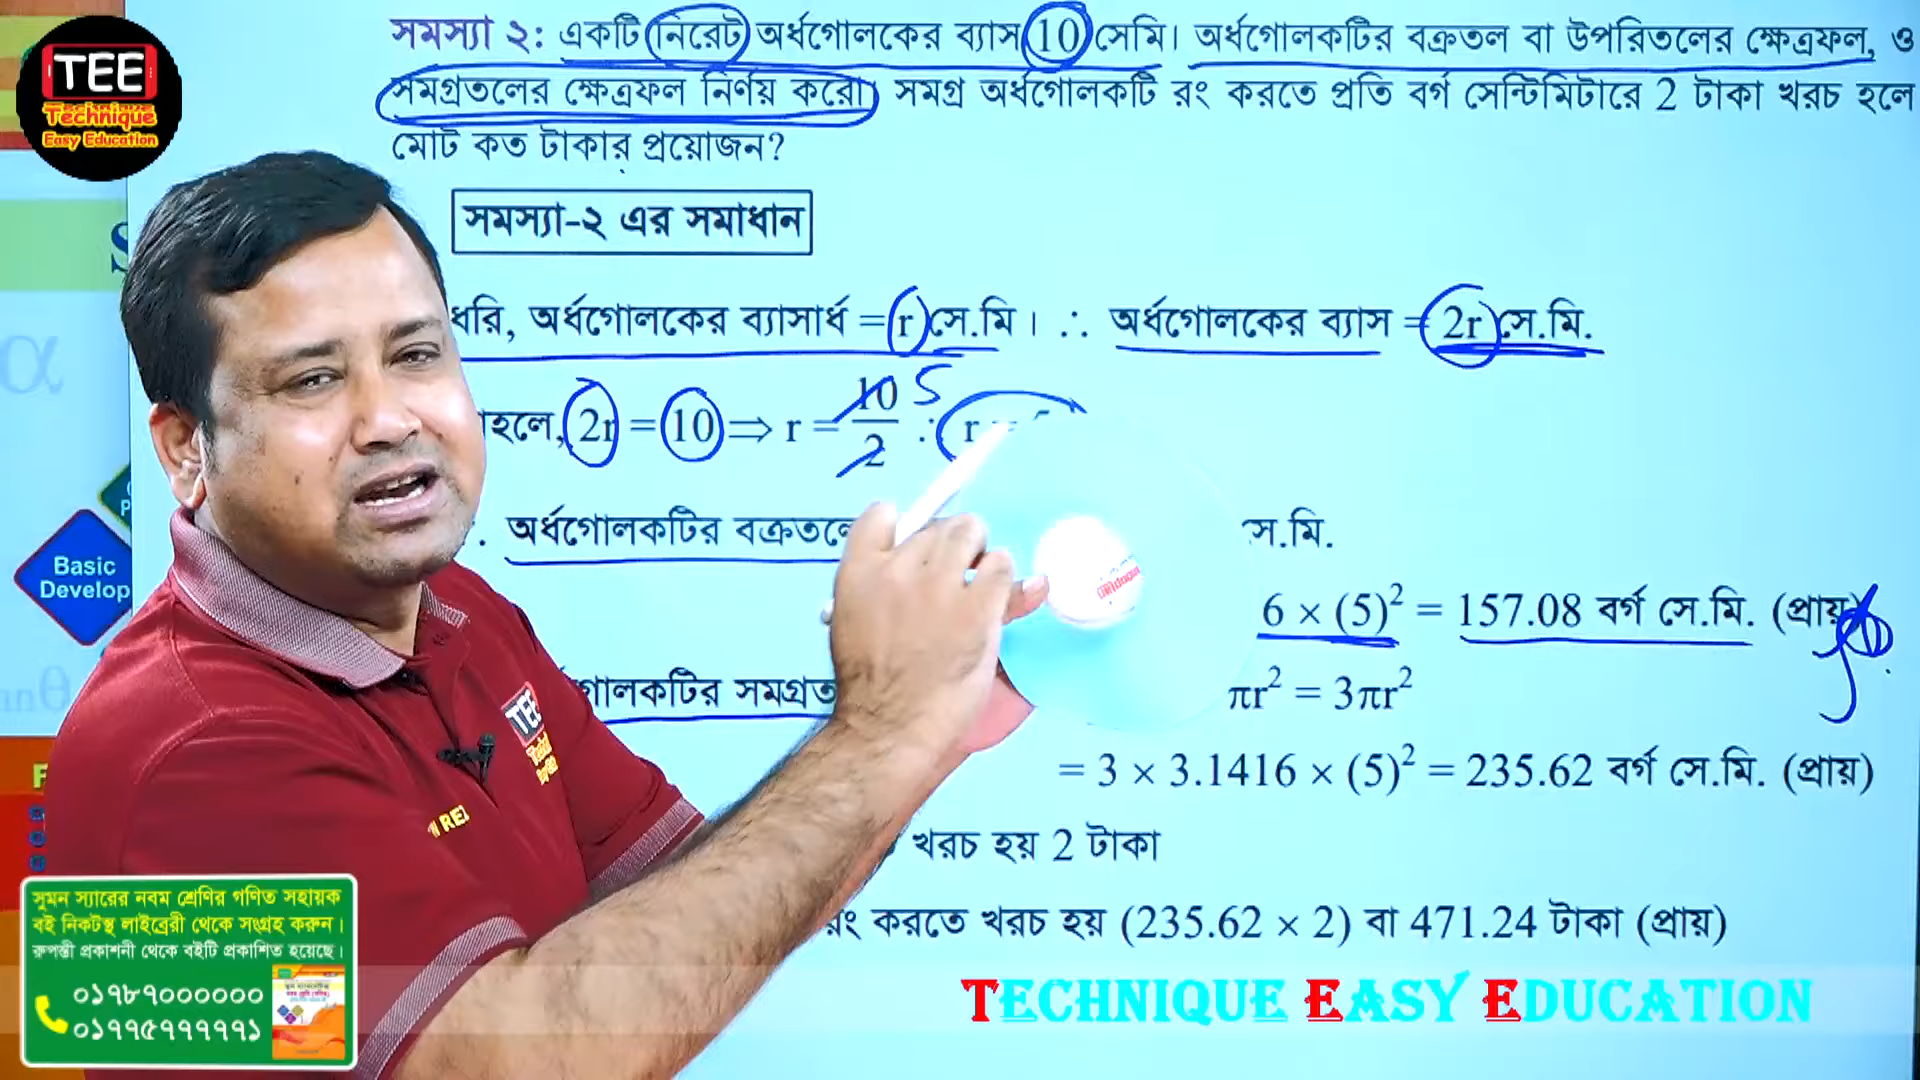 TEE
Technique
Easy Education
সমস্যা ২: একটি নিরেট অর্ধগোলকের ব্যাস 10 সেমি। অর্ধগোলকটির বক্রতল বা উপরিতলের ক্ষেত্রফল, ও
সমগ্রতলের ক্ষেত্রফল নির্ণয় করো। সমগ্র অর্ধগোলকটি রং করতে প্রতি বর্গ সেন্টিমিটারে 2 টাকা খরচ হলে
মোট কত টাকার প্রয়োজন?
সমস্যা-২ এর সমাধান
ধরি, অর্ধগোলকের ব্যাসার্ধ = r সে.মি। ∴ অর্ধগোলকের ব্যাস = 2r সে.মি.
2r = 10 ⇒ r = 10/2 5 ∴ r
অর্ধগোলকটির সে.মি.
6 × (5)² = 157.08 বর্গ সে.মি. (প্রায়)
πr² = 3πr²
= 3 × 3.1416 × (5)² = 235.62 বর্গ সে.মি. (প্রায়)
খরচ হয় 2 টাকা
রং করতে খরচ হয় (235.62 × 2) বা 471.24 টাকা (প্রায়)
Basic
Develop
α
TEE
সুমন স্যারের নবম শ্রেণির গণিত সহায়ক
বই নিকটস্থ লাইব্রেরী থেকে সংগ্রহ করুন।
রুপন্তী প্রকাশনী থেকে বইটি প্রকাশিত হয়েছে।
০১৭৮৭০০০০০০
০১৭৭৫৭৭৭৭৭১
TECHNIQUE EASY EDUCATION